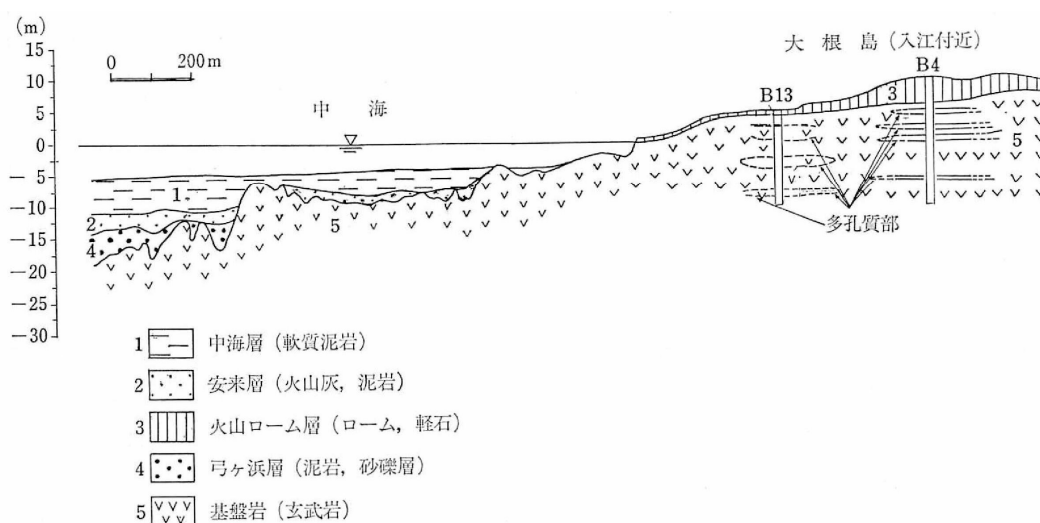 (m)
15
10
5
0
-5
-10
-15
-20
-25
-30
0 200m
中海
大根島(入江付近)
B13
B4
3
5
1
2
4
5
多孔質部
1 中海層(軟質泥岩)
2 安来層(火山灰,泥岩)
3 火山ローム層(ローム,軽石)
4 弓ヶ浜層(泥岩,砂礫層)
5 基盤岩(玄武岩)